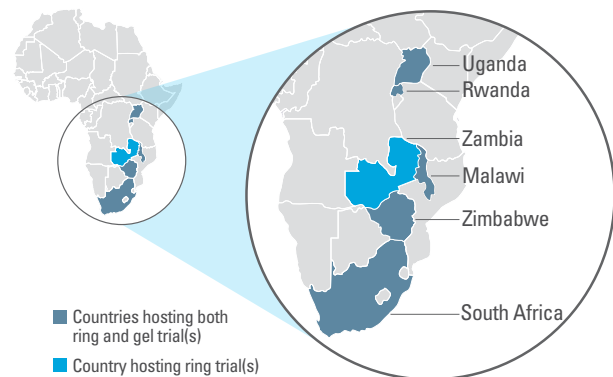 Uganda
Rwanda
Zambia
Malawi
Zimbabwe
South Africa
Countries hosting both
ring and gel trial(s)
Country hosting ring trial(s)